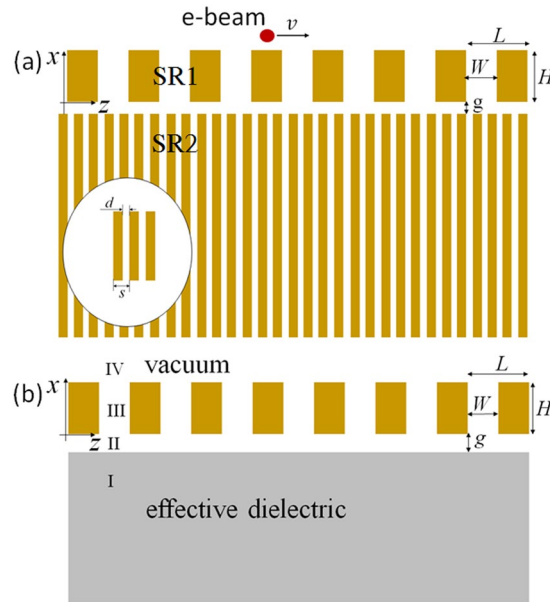 e-beam
v
(a)
L
x
SR1
W
H
z
g
SR2
d
s
IV
vacuum
L
(b)
x
III
W
H
z
II
g
I
effective dielectric